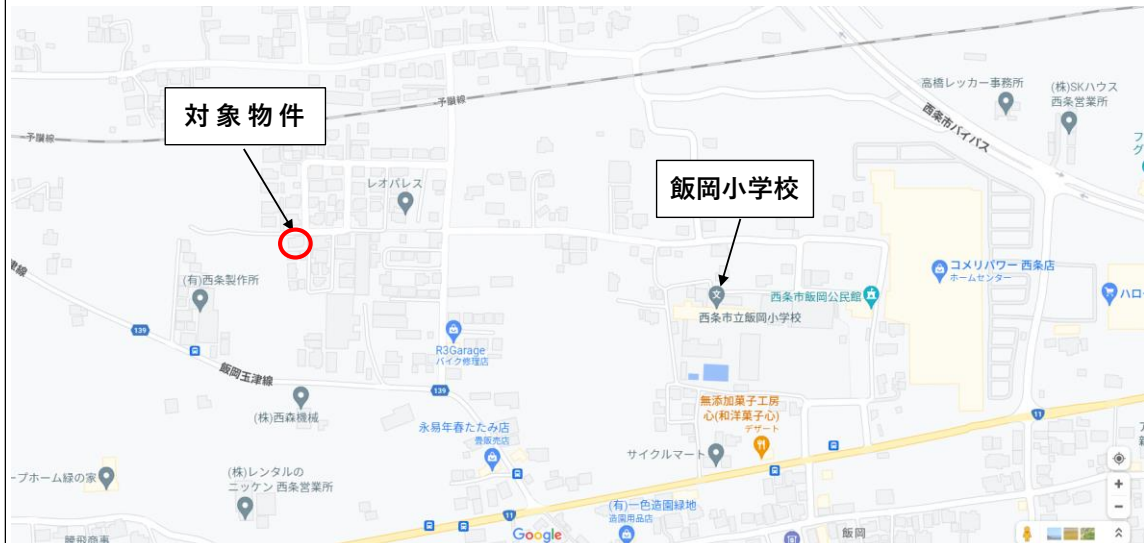 高橋レッカー事務所
(株)SKハウス
西条営業所
予讃線
対象物件
予讃線
西条市バイパス
レオパレス
飯岡小学校
(有)西条製作所
コメリパワー 西条店
ホームセンター
西条市飯岡公民館
ハロー
文
西条市立飯岡小学校
139
R3Garage
バイク修理店
飯岡玉津線
139
(株)西森機械
無添加菓子工房
心(和洋菓子心)
デザート
11
永易年春たたみ店
畳販売店
サイクルマート
ープホーム緑の家
(株)レンタルの
ニッケン 西条営業所
(有)一色造園緑地
造園用品店
11
Google
飯岡